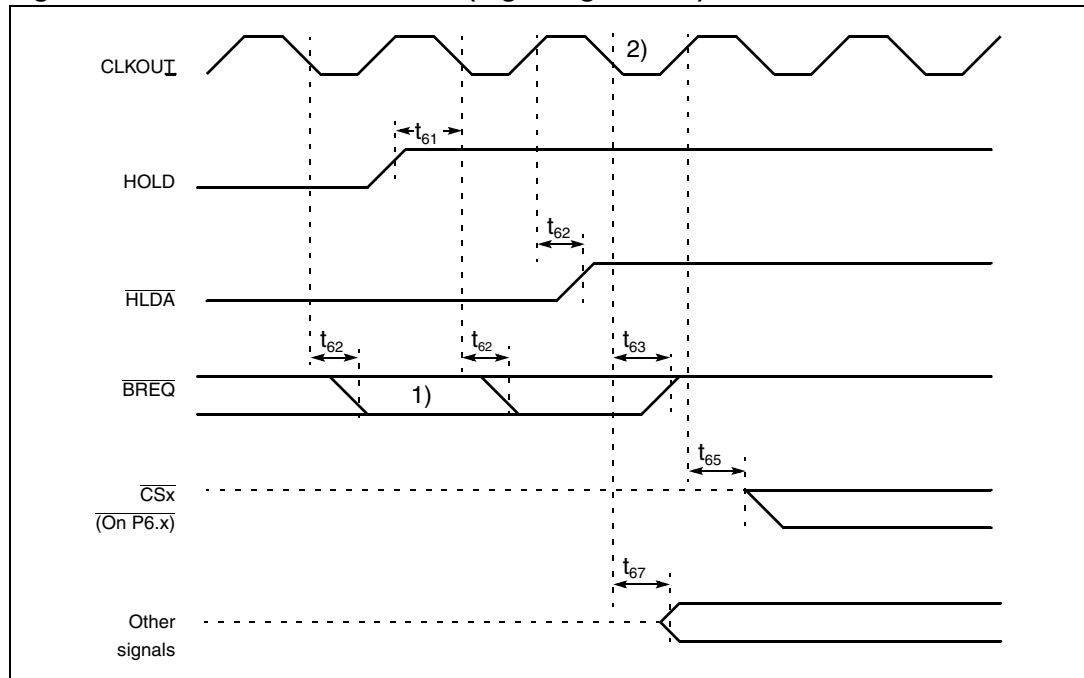 CLKOUT
2)
t61
HOLD
t62
HLDA
t62
t62
t63
BREQ
1)
t65
CSx
(On P6.x)
t67
Other
signals